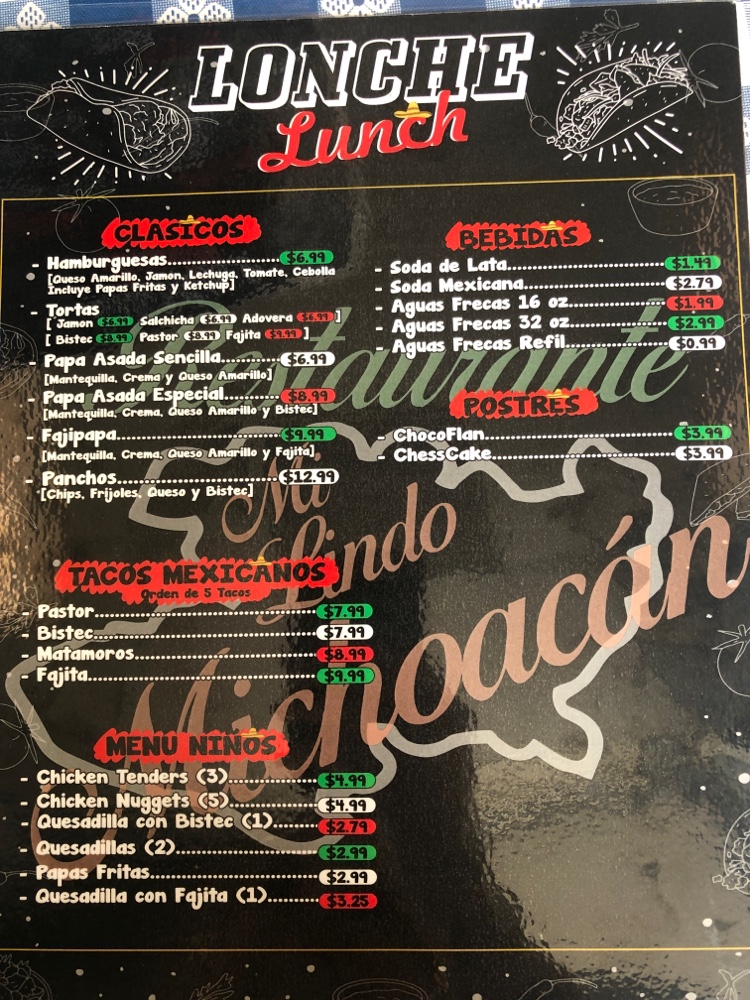 LONCHE
Lunch
CLASICOS
- Hamburguesas........................ $6.99
[Queso Amarillo, Jamon, Lechuga, Tomate, Cebolla
Incluye Papas Fritas y Ketchup]
- Tortas
[ Jamon $6.99 Salchicha $6.99 Adovera $6.99 ]
[ Bistec $8.99 Pastor $8.99 Fajita $9.99 ]
- Papa Asada Sencilla............ $6.99
[Mantequilla, Crema y Queso Amarillo]
- Papa Asada Especial............ $8.99
[Mantequilla, Crema, Queso Amarillo y Bistec]
- Fajipapa.................................. $9.99
[Mantequilla, Crema, Queso Amarillo y Fajita]
- Panchos................................... $12.99
[Chips, Frijoles, Queso y Bistec]
TACOS MEXICANOS
Orden de 5 Tacos
- Pastor.............................................. $7.99
- Bistec.............................................. $7.99
- Matamoros..................................... $8.99
- Fajita............................................... $9.99
MENU NIÑOS
- Chicken Tenders (3)................. $4.99
- Chicken Nuggets (5)................. $4.99
- Quesadilla con Bistec (1)........ $2.79
- Quesadillas (2)............................ $2.99
- Papas Fritas.................................. $2.99
- Quesadilla con Fajita (1).......... $3.25
BEBIDAS
- Soda de Lata................................ $1.49
- Soda Mexicana............................. $2.79
- Aguas Frecas 16 oz.................... $1.99
- Aguas Frecas 32 oz.................... $2.99
- Aguas Frecas Refil..................... $0.99
POSTRES
- ChocoFlan..................................... $3.99
- ChessCake..................................... $3.99
Restaurante
Mi
Lindo
Michoacán